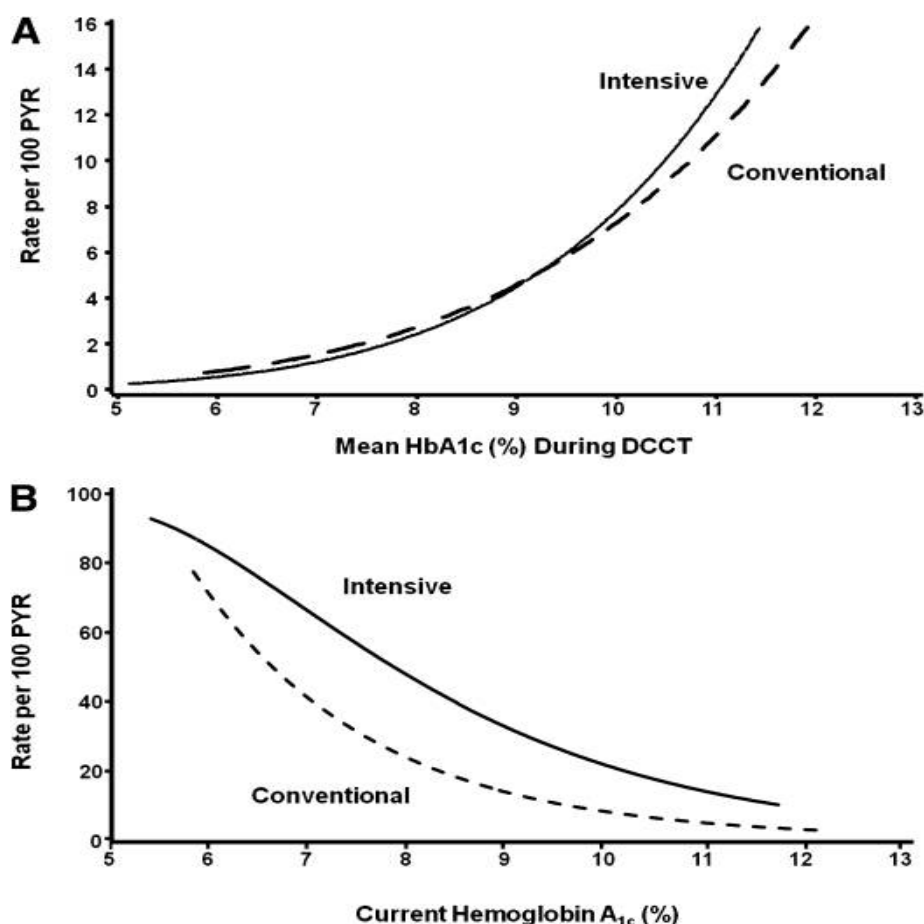 A
Rate per 100 PYR
16
14
12
10
8
6
4
2
0
Intensive
Conventional
5 6 7 8 9 10 11 12 13
Mean HbA1c (%) During DCCT
B
Rate per 100 PYR
100
80
60
40
20
0
Intensive
Conventional
5 6 7 8 9 10 11 12 13
Current Hemoglobin A1c (%)